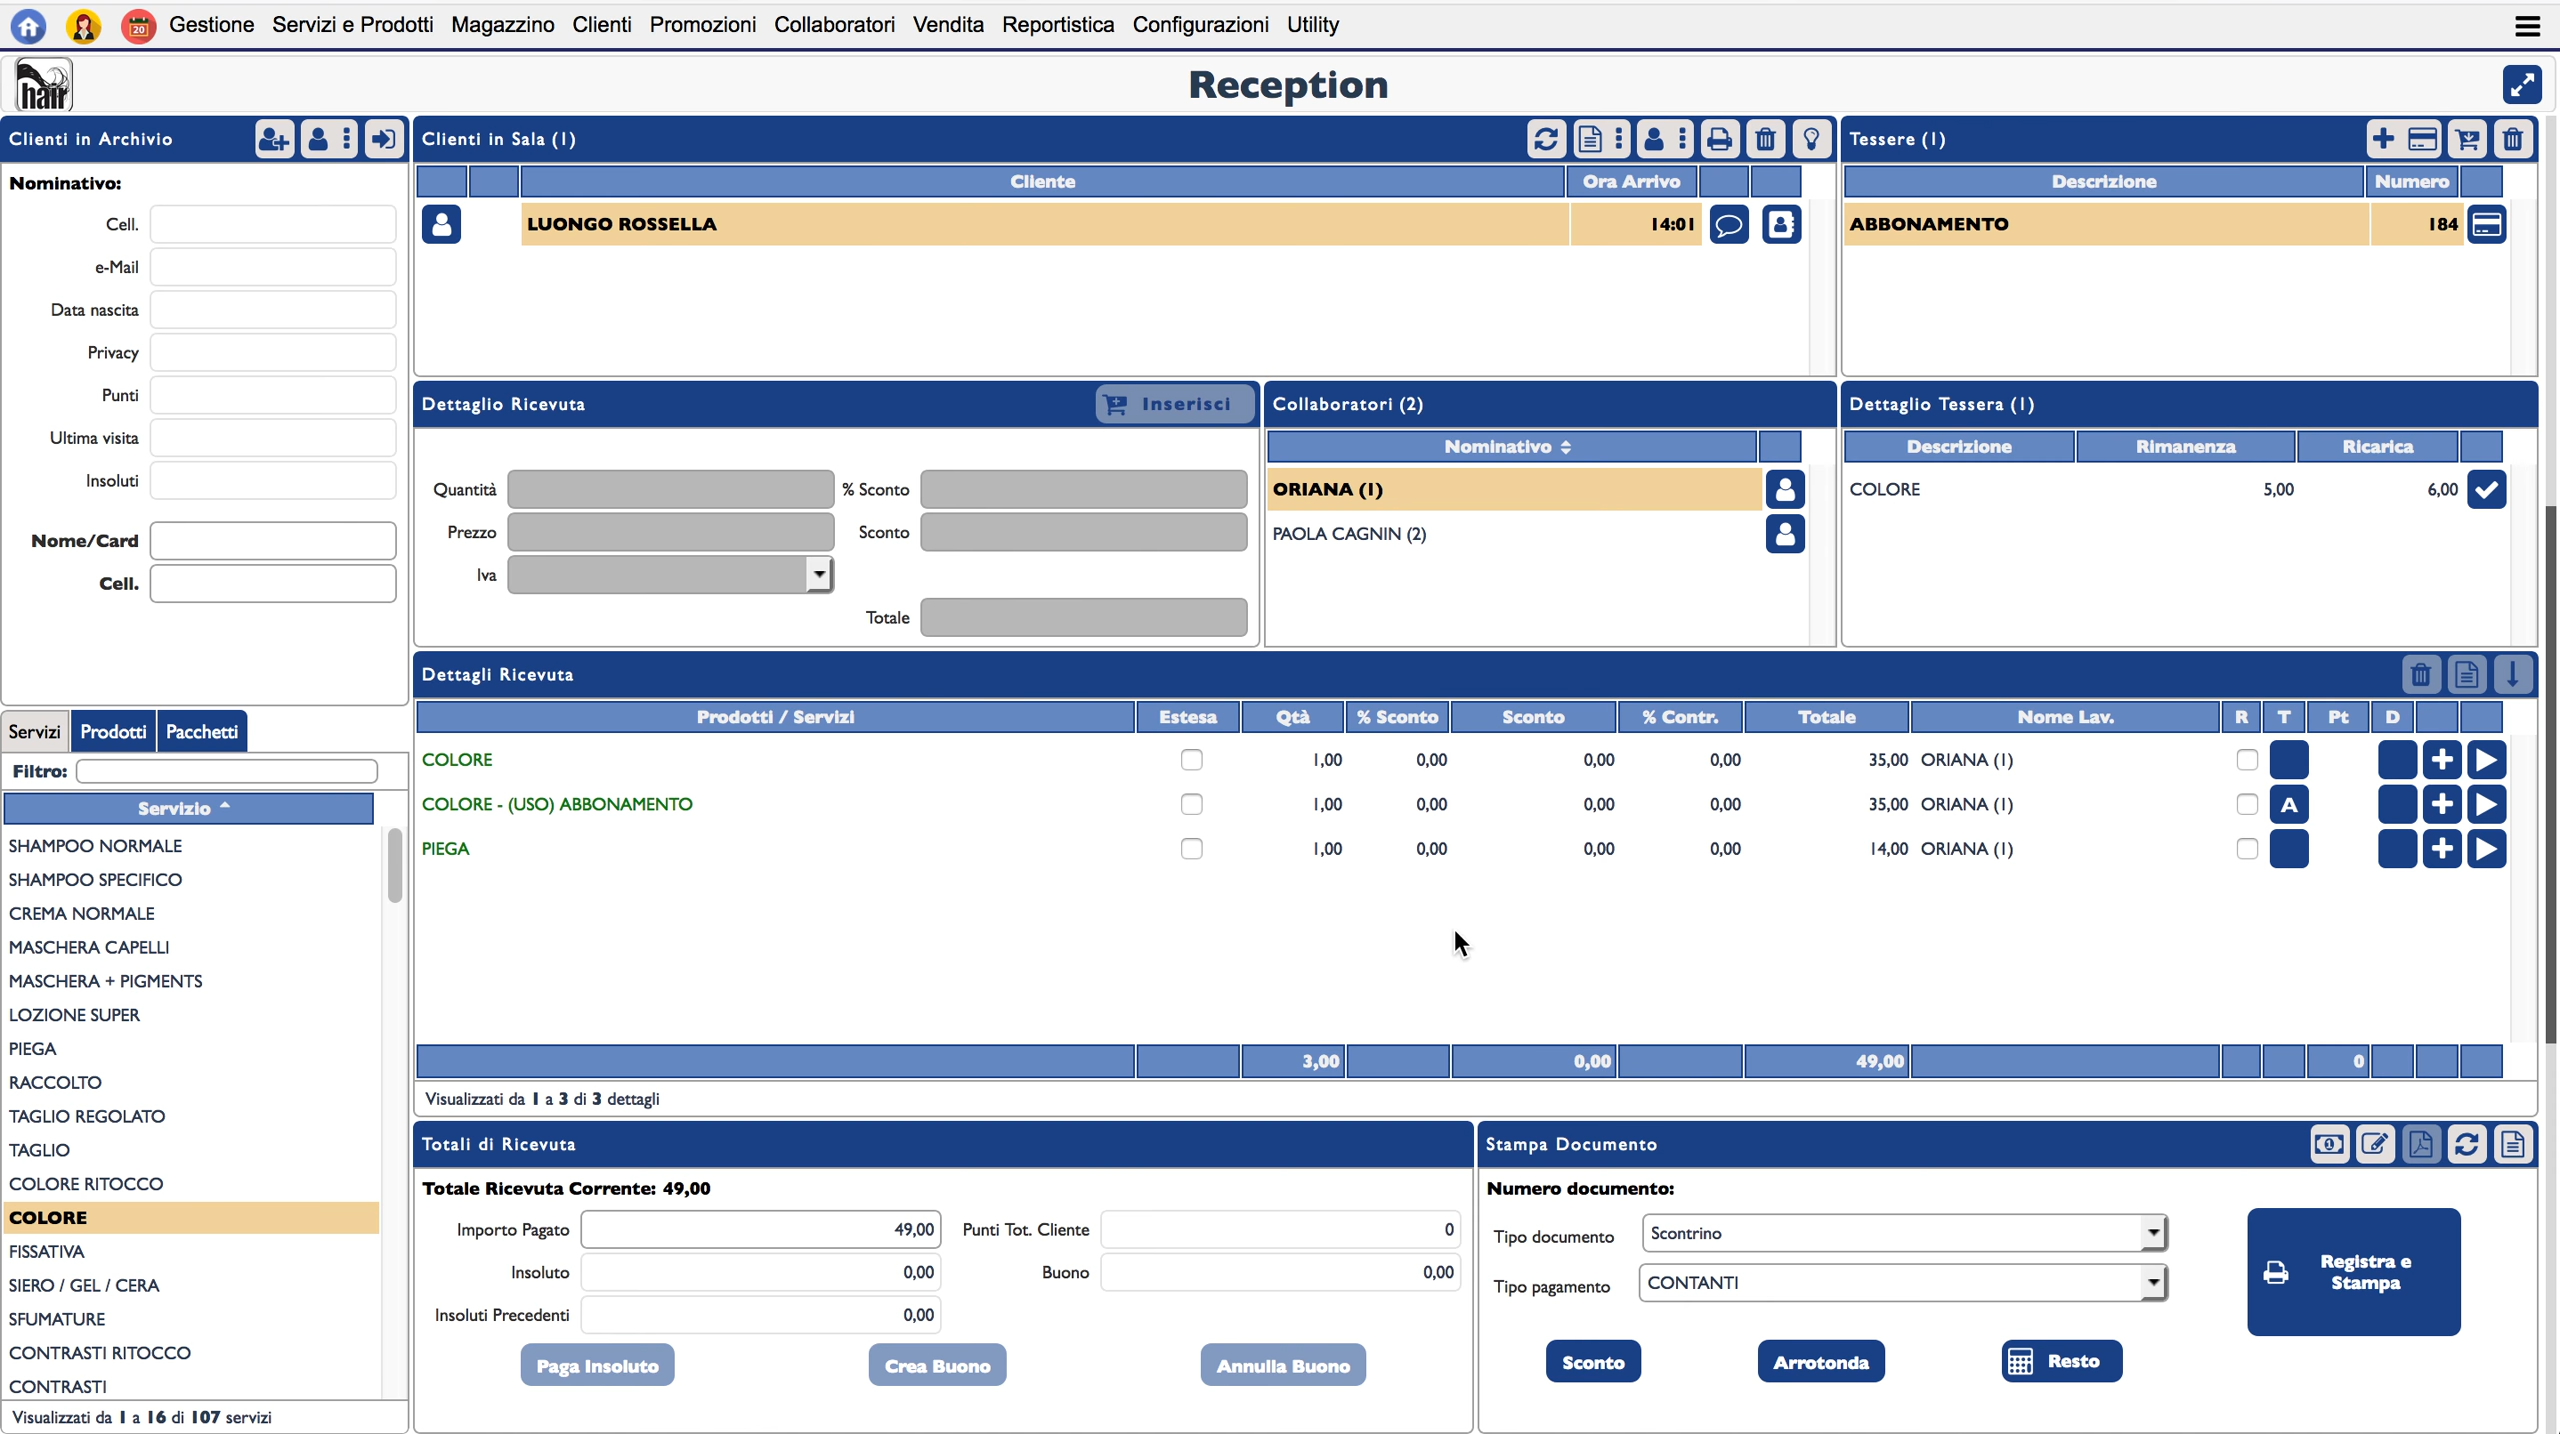 20 Gestione Servizi e Prodotti Magazzino Clienti Promozioni Collaboratori Vendita Reportistica Configurazioni Utility
hair Reception
Clienti in Archivio
Nominativo:
Cell.
e-Mail
Data nascita
Privacy
Punti
Ultima visita
Insoluti
Nome/Card
Cell.
Servizi Prodotti Pacchetti
Filtro:
Servizio
SHAMPOO NORMALE
SHAMPOO SPECIFICO
CREMA NORMALE
MASCHERA CAPELLI
MASCHERA + PIGMENTS
LOZIONE SUPER
PIEGA
RACCOLTO
TAGLIO REGOLATO
TAGLIO
COLORE RITOCCO
COLORE
FISSATIVA
SIERO / GEL / CERA
SFUMATURE
CONTRASTI RITOCCO
CONTRASTI
Visualizzati da 1 a 16 di 107 servizi
Clienti in Sala (1)
Cliente Ora Arrivo
LUONGO ROSSELLA 14:01
Tessere (1)
Descrizione Numero
ABBONAMENTO 184
Dettaglio Ricevuta Inserisci
Quantità % Sconto
Prezzo Sconto
Iva
Totale
Collaboratori (2)
Nominativo
ORIANA (1)
PAOLA CAGNIN (2)
Dettaglio Tessera (1)
Descrizione Rimanenza Ricarica
COLORE 5,00 6,00
Dettagli Ricevuta
Prodotti / Servizi Estesa Qtà % Sconto Sconto % Contr. Totale Nome Lav. R T Pt D
COLORE 1,00 0,00 0,00 0,00 35,00 ORIANA (1)
COLORE - (USO) ABBONAMENTO 1,00 0,00 0,00 0,00 35,00 ORIANA (1) A
PIEGA 1,00 0,00 0,00 0,00 14,00 ORIANA (1)
3,00 0,00 49,00 0
Visualizzati da 1 a 3 di 3 dettagli
Totali di Ricevuta
Totale Ricevuta Corrente: 49,00
Importo Pagato 49,00 Punti Tot. Cliente 0
Insoluto 0,00 Buono 0,00
Insoluti Precedenti 0,00
Paga Insoluto Crea Buono Annulla Buono
Stampa Documento
Numero documento:
Tipo documento Scontrino
Tipo pagamento CONTANTI
Registra e
Stampa
Sconto Arrotonda Resto